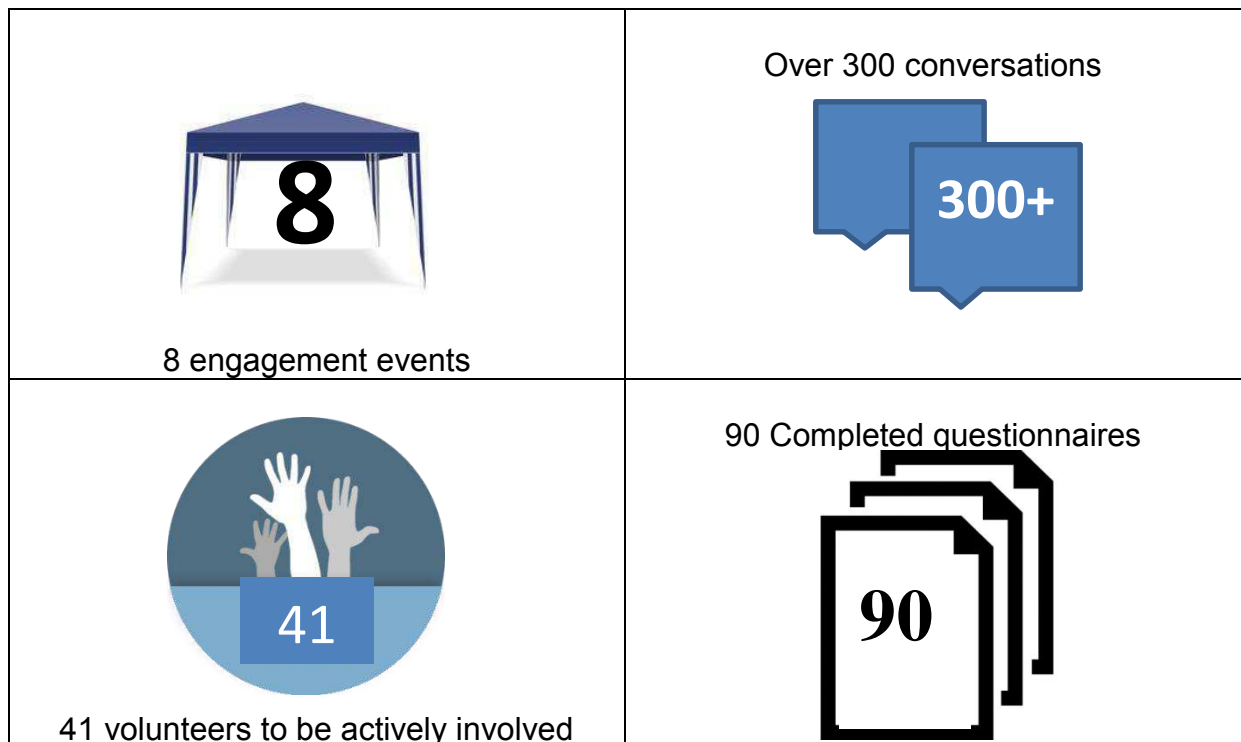 8
8 engagement events
Over 300 conversations
300+
41
41 volunteers to be actively involved
90 Completed questionnaires
90